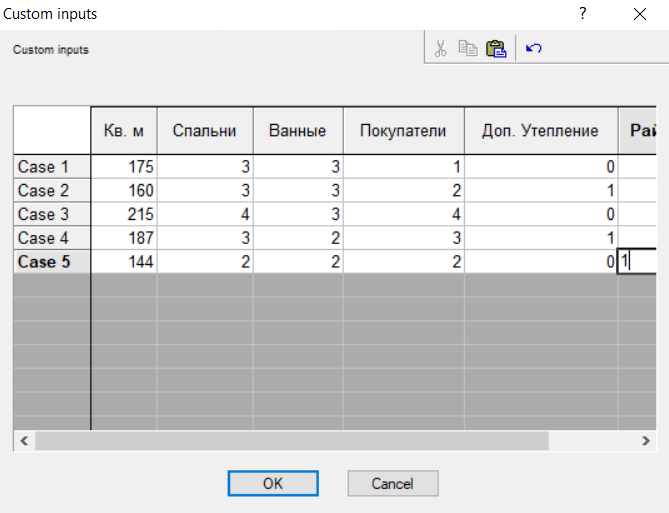 Custom inputs
Custom inputs
Кв. м Спальни Ванные Покупатели Доп. Утепление
Case 1 175 3 3 1 0
Case 2 160 3 3 2 1
Case 3 215 4 3 4 0
Case 4 187 3 2 3 1
Case 5 144 2 2 2 0 1
OK Cancel